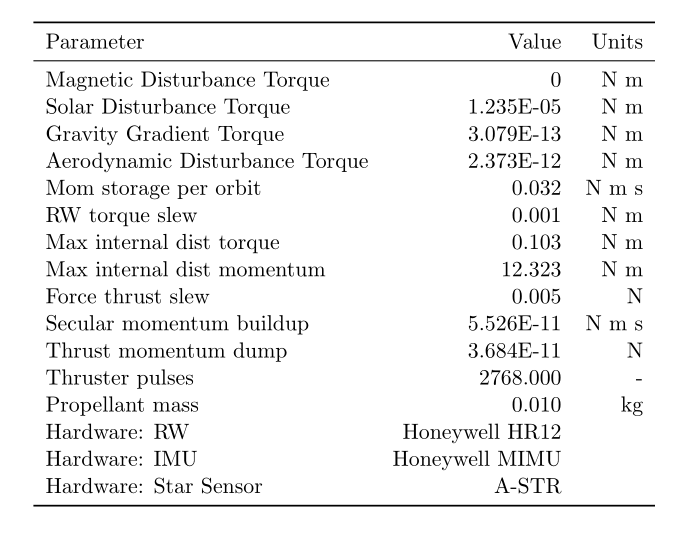 Parameter Value Units
Magnetic Disturbance Torque 0 N m
Solar Disturbance Torque 1.235E-05 N m
Gravity Gradient Torque 3.079E-13 N m
Aerodynamic Disturbance Torque 2.373E-12 N m
Mom storage per orbit 0.032 N m s
RW torque slew 0.001 N m
Max internal dist torque 0.103 N m
Max internal dist momentum 12.323 N m
Force thrust slew 0.005 N
Secular momentum buildup 5.526E-11 N m s
Thrust momentum dump 3.684E-11 N
Thruster pulses 2768.000 -
Propellant mass 0.010 kg
Hardware: RW Honeywell HR12
Hardware: IMU Honeywell MIMU
Hardware: Star Sensor A-STR